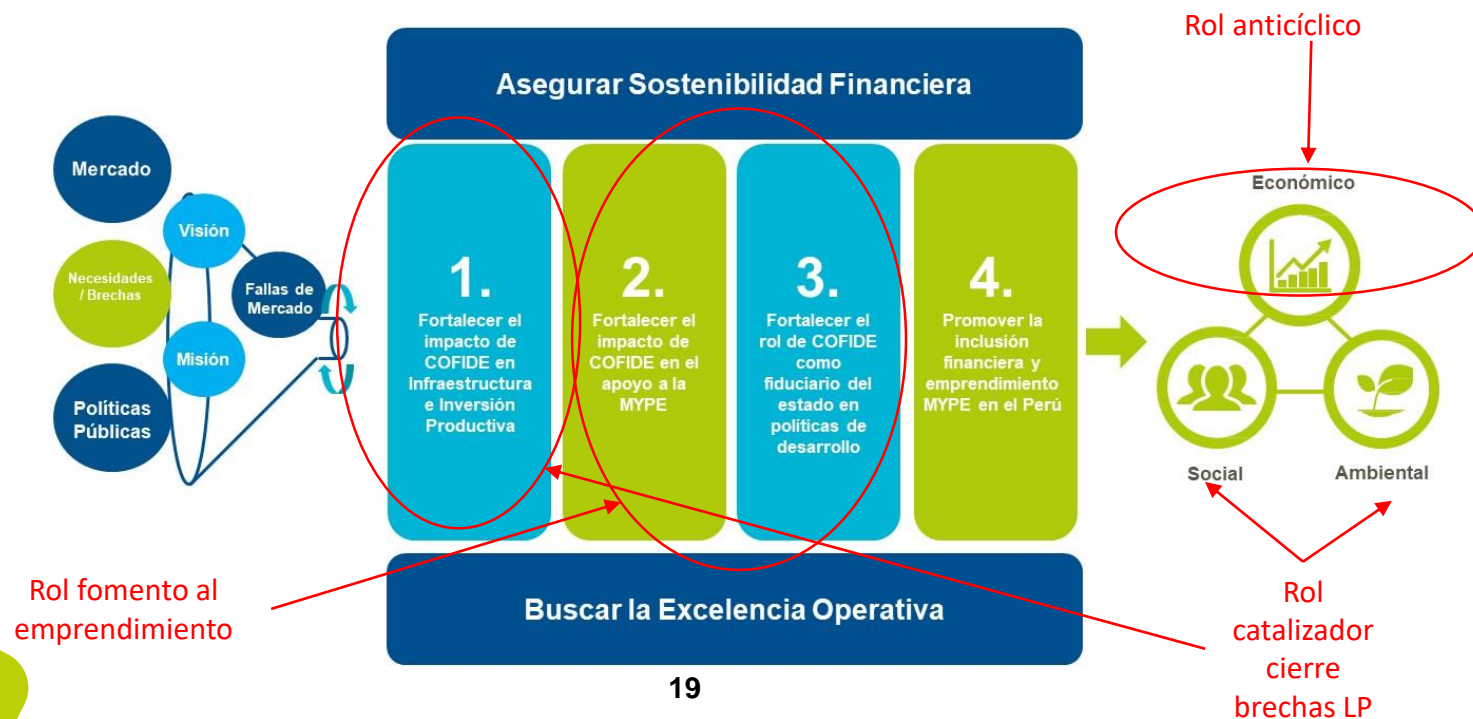 Rol anticíclico
Asegurar Sostenibilidad Financiera
Mercado
Visión
Necesidades
/ Brechas
Fallas de
Mercado
Misión
Políticas
Públicas
1.
Fortalecer el
impacto de
COFIDE en
Infraestructura
e Inversión
Productiva
2.
Fortalecer el
impacto de
COFIDE en el
apoyo a la
MYPE
3.
Fortalecer el
rol de COFIDE
como
fiduciario del
estado en
políticas de
desarrollo
4.
Promover la
inclusión
financiera y
emprendimiento
MYPE en el Perú
Económico
Social
Ambiental
Rol fomento al
emprendimiento
Buscar la Excelencia Operativa
Rol
catalizador
cierre
brechas LP
19